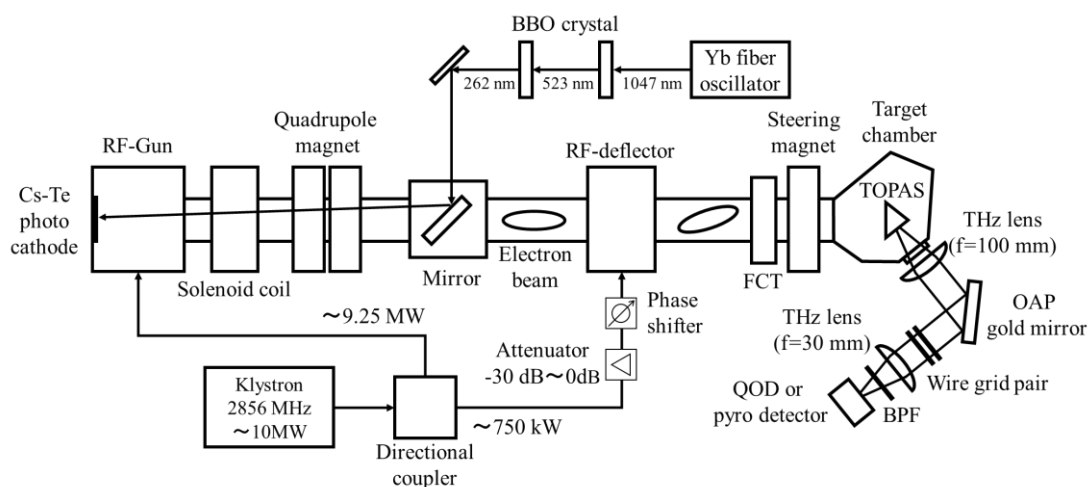 BBO crystal
262 nm
523 nm
1047 nm
Yb fiber
oscillator
RF-Gun
Quadrupole
magnet
RF-deflector
Steering
magnet
Target
chamber
TOPAS
Cs-Te
photo
cathode
Solenoid coil
Mirror
Electron
beam
FCT
THz lens
(f=100 mm)
OAP
gold mirror
〜9.25 MW
Phase
shifter
Attenuator
-30 dB〜0dB
THz lens
(f=30 mm)
Wire grid pair
QOD or
pyro detector
BPF
Klystron
2856 MHz
〜10MW
Directional
coupler
〜750 kW